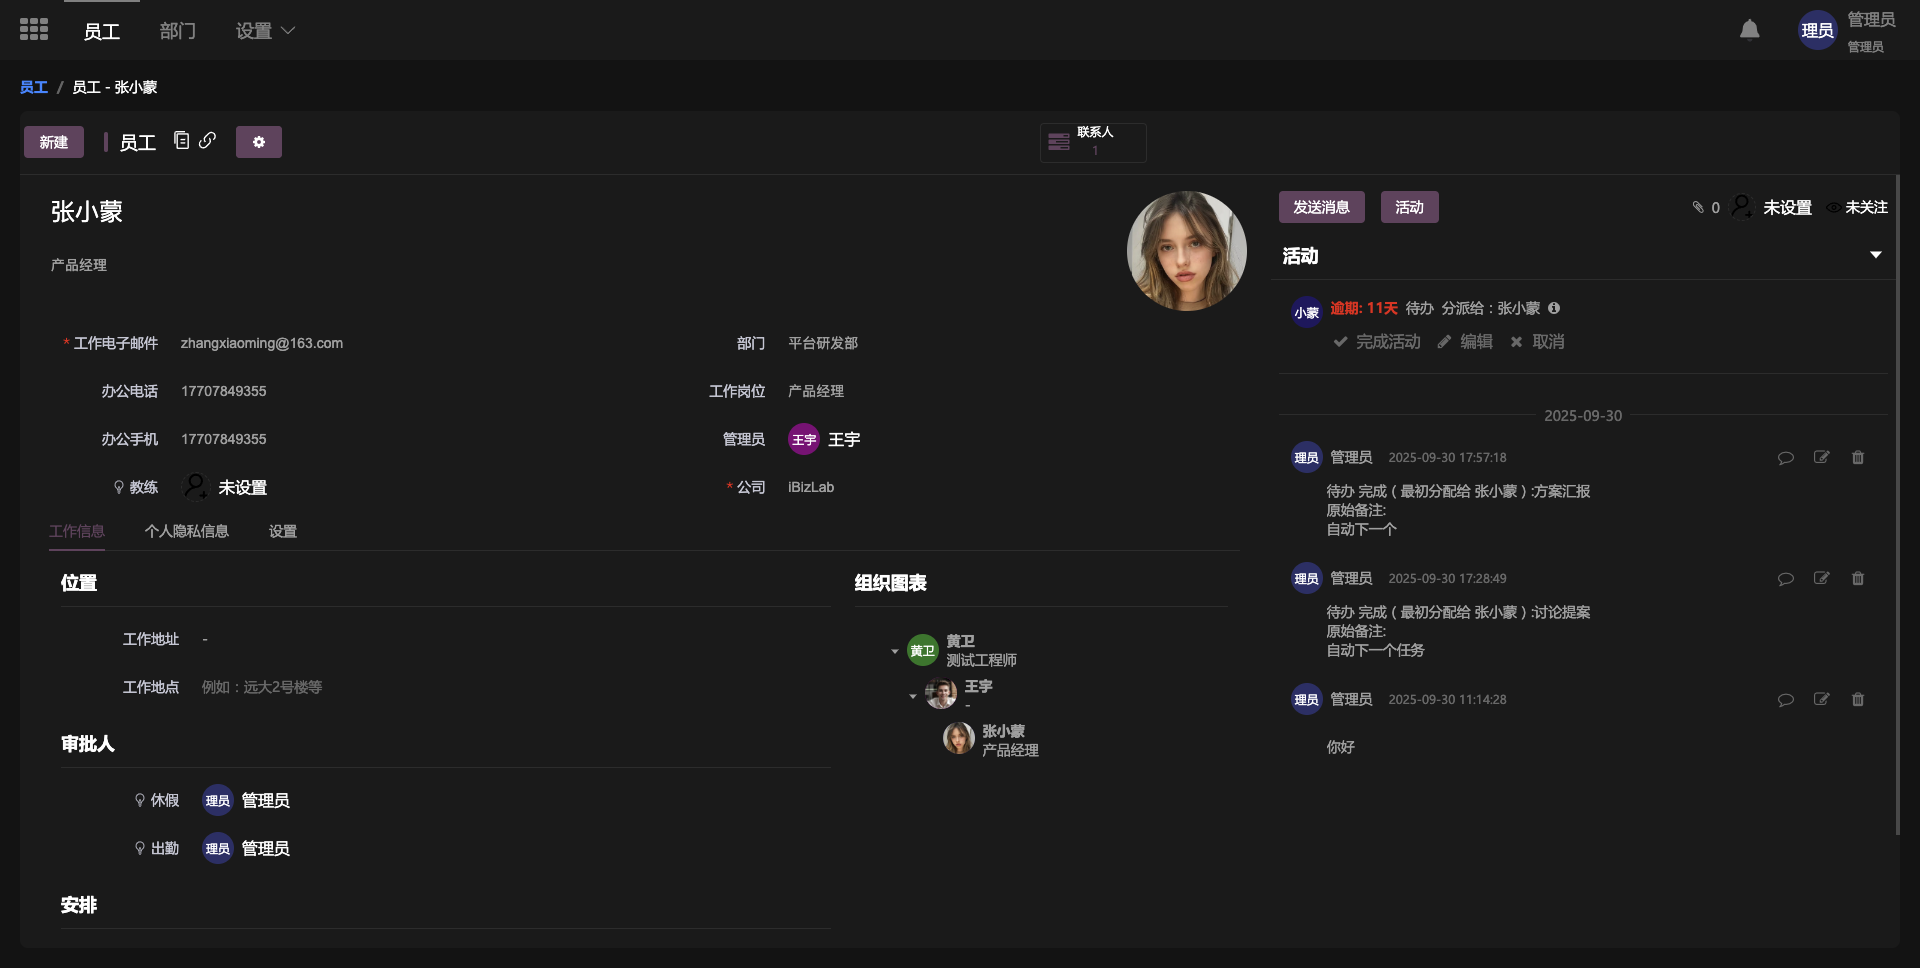 员工
部门
设置
理员
管理员
管理员
员工 / 员工 - 张小蒙
新建
员工
联系人
1
张小蒙
产品经理
* 工作电子邮件 zhangxiaoming@163.com
部门 平台研发部
办公电话 17707849355
工作岗位 产品经理
办公手机 17707849355
管理员 王宇 王宇
教练 未设置
* 公司 iBizLab
工作信息
个人隐私信息
设置
位置
工作地址 -
工作地点 例如：远大2号楼等
审批人
休假 理员 管理员
出勤 理员 管理员
安排
组织图表
黄卫 黄卫
测试工程师
王宇
-
张小蒙
产品经理
发送消息
活动
0 未设置 未关注
活动
小蒙 逾期: 11天 待办 分派给：张小蒙
完成活动 编辑 取消
2025-09-30
理员 管理员 2025-09-30 17:57:18
待办 完成（最初分配给 张小蒙）:方案汇报
原始备注:
自动下一个
理员 管理员 2025-09-30 17:28:49
待办 完成（最初分配给 张小蒙）:讨论提案
原始备注:
自动下一个任务
理员 管理员 2025-09-30 11:14:28
你好